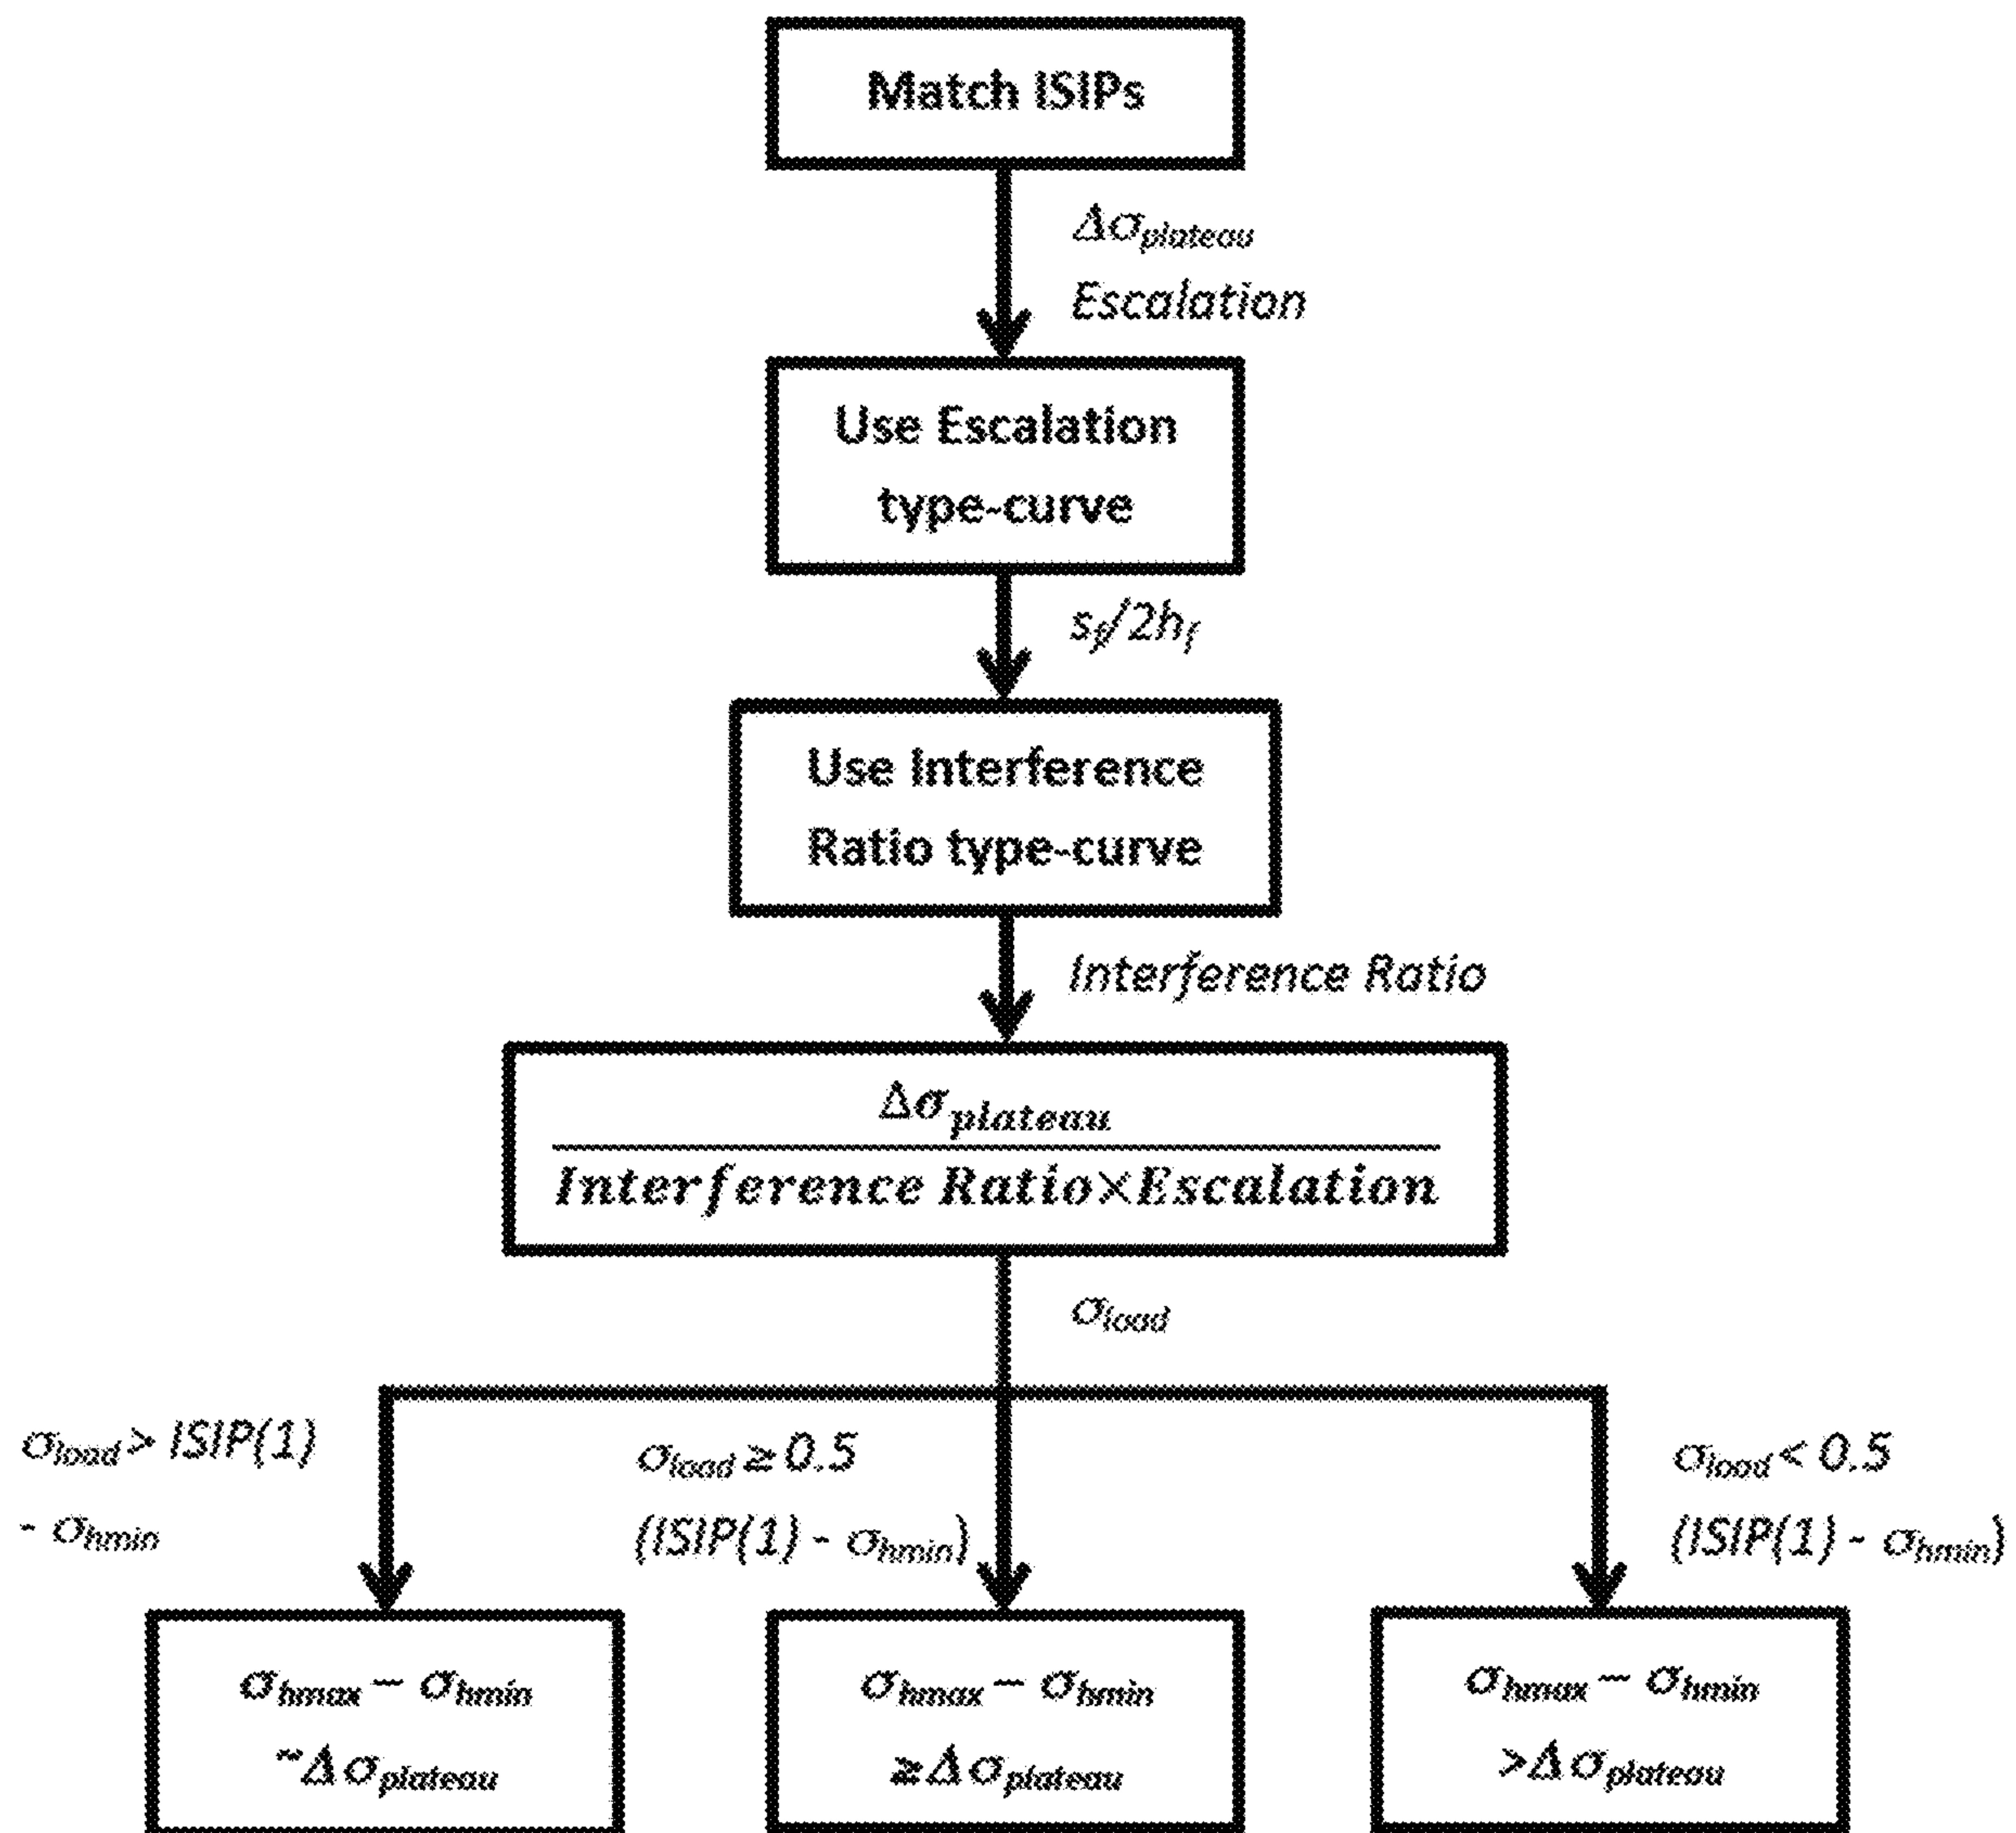 Match ISIPs
Δσplateau
Escalation
Use Escalation
type-curve
sf/2hf
Use Interference
Ratio type-curve
Interference Ratio
Δσplateau
Interference Ratio×Escalation
σload
σload > ISIP(1)
- σhmin
σload ≥ 0.5
(ISIP(1) - σhmin)
σload < 0.5
(ISIP(1) - σhmin)
σhmax − σhmin
~Δσplateau
σhmax − σhmin
≥Δσplateau
σhmax − σhmin
>Δσplateau